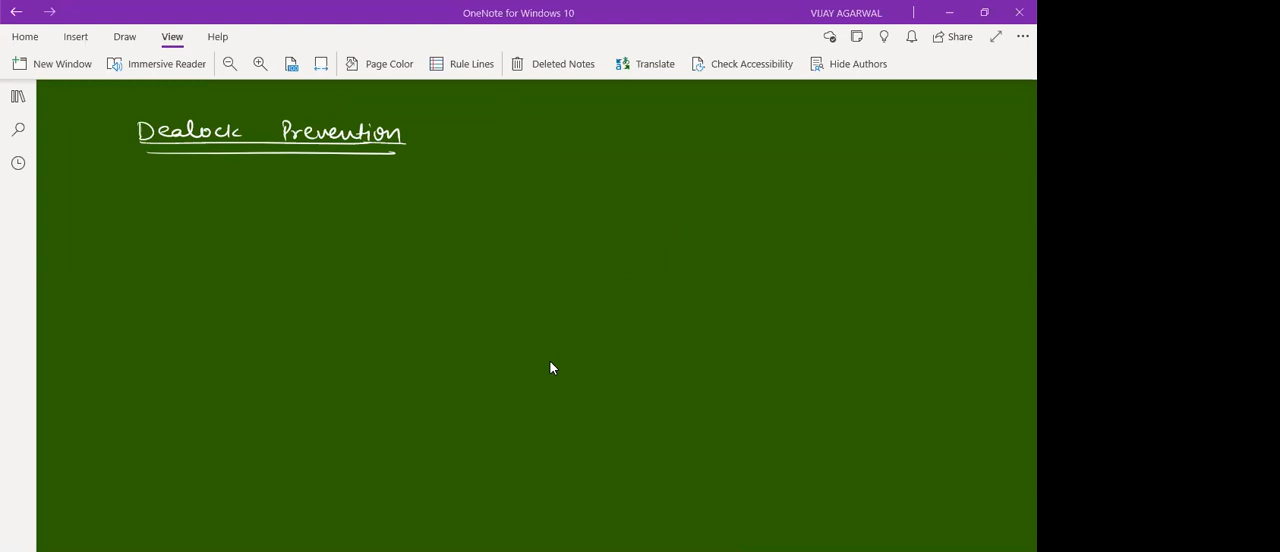 OneNote for Windows 10
VIJAY AGARWAL
Home Insert Draw View Help
Share
New Window Immersive Reader Page Color Rule Lines Deleted Notes Translate Check Accessibility Hide Authors
Dealock Prevention